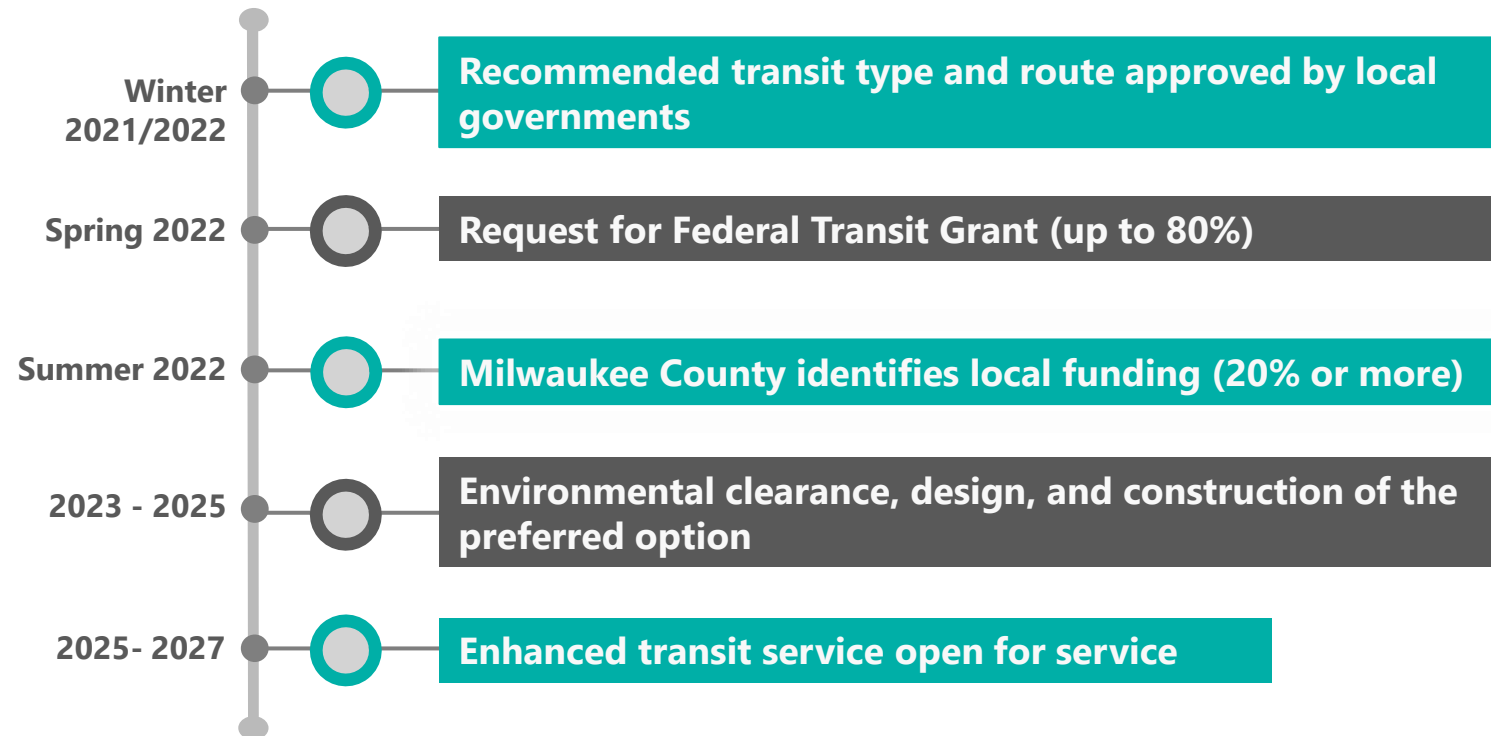 Winter
2021/2022
Recommended transit type and route approved by local
governments
Spring 2022
Request for Federal Transit Grant (up to 80%)
Summer 2022
Milwaukee County identifies local funding (20% or more)
2023 - 2025
Environmental clearance, design, and construction of the
preferred option
2025- 2027
Enhanced transit service open for service